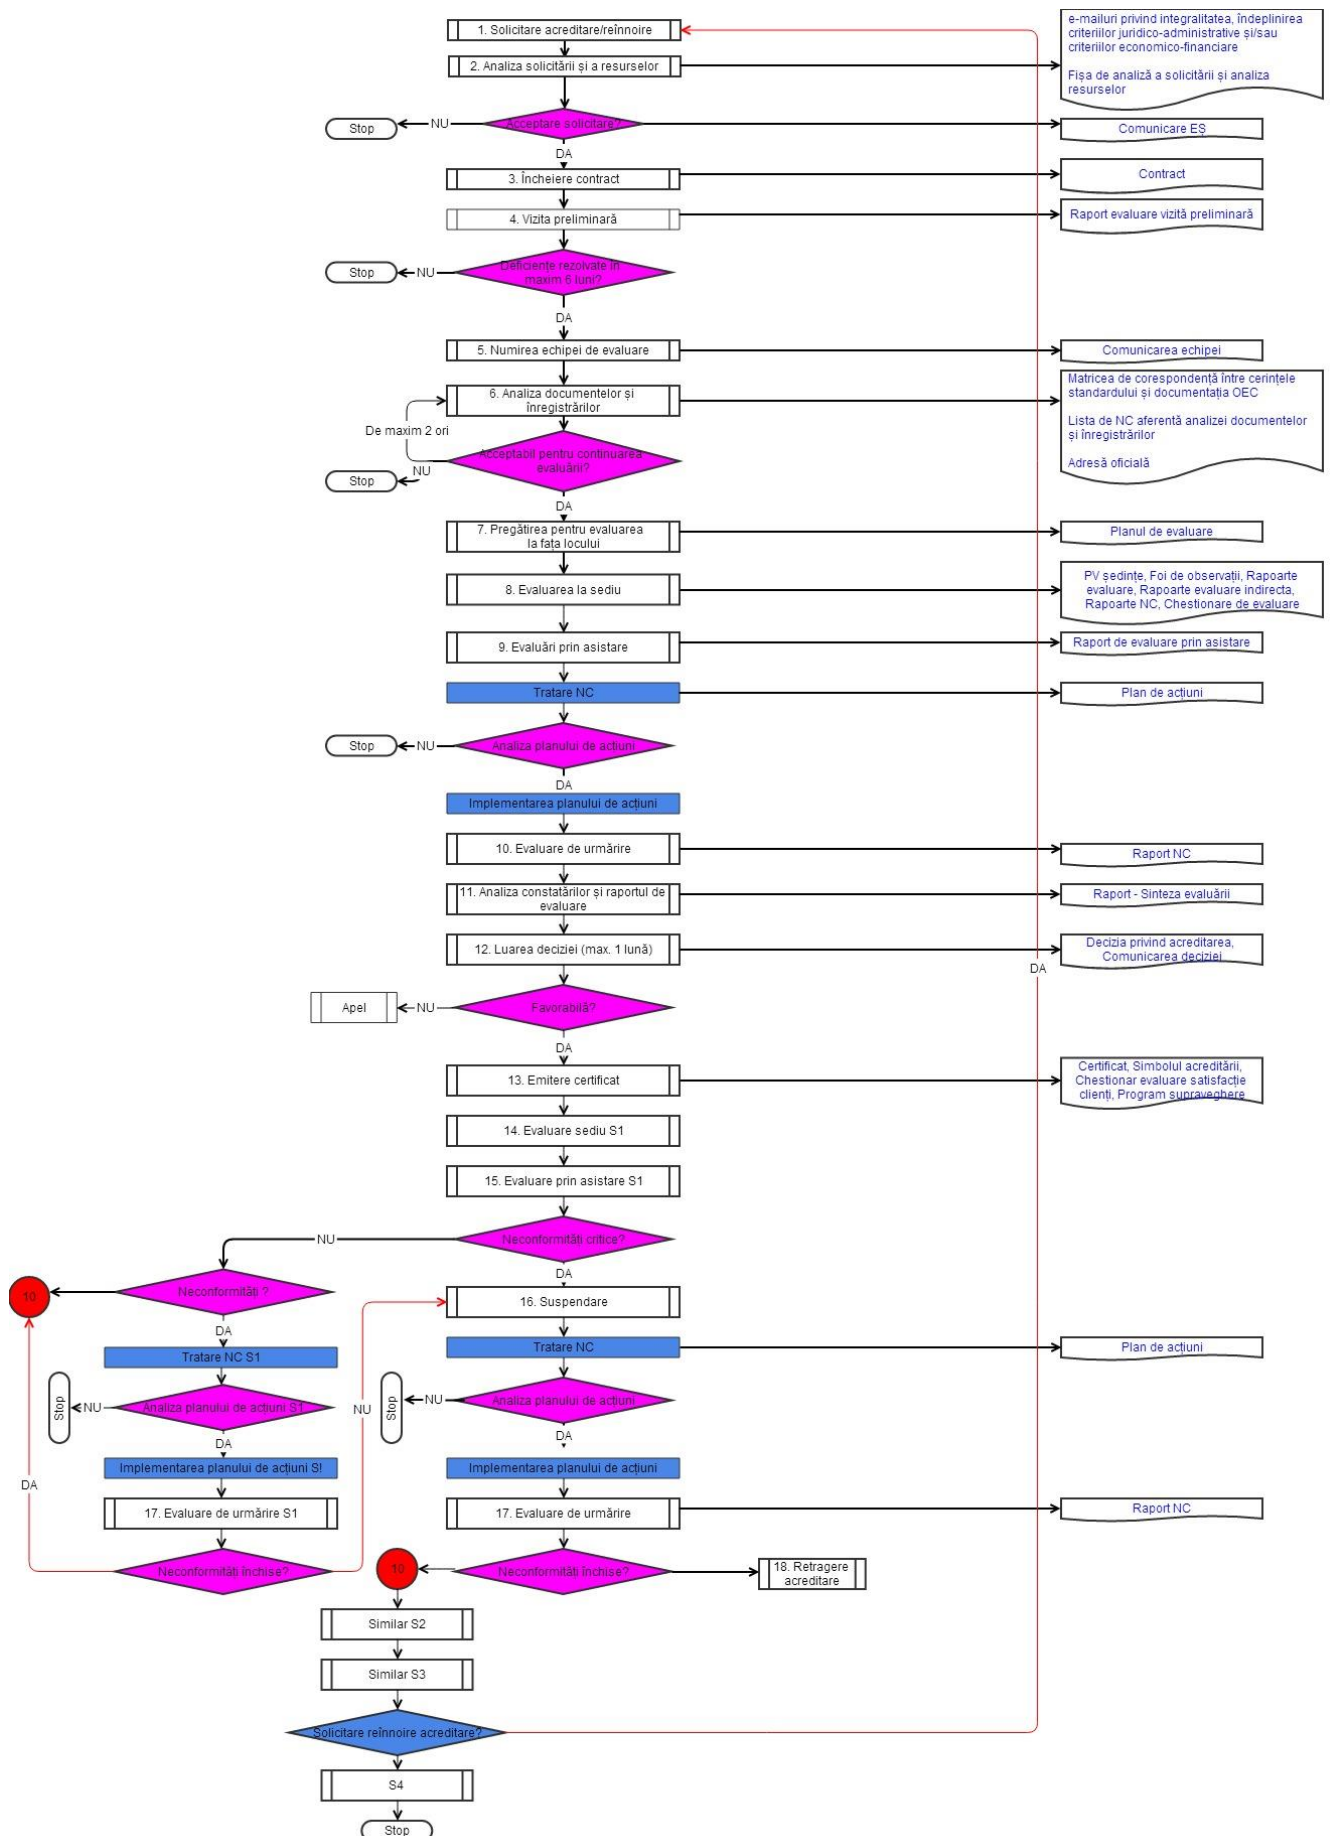 1. Solicitare acreditare/reînnoire
e-mailuri privind integralitatea, îndeplinirea
criteriilor juridico-administrative și/sau
criteriilor economico-financiare
Fișa de analiză a solicitării și analiza
resurselor
2. Analiza solicitării și a resurselor
Stop
NU
Acceptare solicitare?
Comunicare EȘ
DA
3. Încheiere contract
Contract
4. Vizita preliminară
Raport evaluare vizită preliminară
Stop
NU
Deficiențe rezolvate în
maxim 6 luni?
DA
5. Numirea echipei de evaluare
Comunicarea echipei
6. Analiza documentelor și
înregistrărilor
Matricea de corespondență între cerințele
standardului și documentația OEC
Lista de NC aferentă analizei documentelor
și înregistrărilor
Adresă oficială
De maxim 2 ori
Acceptabil pentru continuarea
evaluării?
Stop
NU
DA
7. Pregătirea pentru evaluarea
la fața locului
Planul de evaluare
8. Evaluarea la sediu
PV ședințe, Foi de observații, Rapoarte
evaluare, Rapoarte evaluare indirecta,
Rapoarte NC, Chestionare de evaluare
9. Evaluări prin asistare
Raport de evaluare prin asistare
Tratare NC
Plan de acțiuni
Stop
NU
Analiza planului de actiuni
DA
Implementarea planului de acțiuni
10. Evaluare de urmărire
Raport NC
11. Analiza constatărilor și raportul de
evaluare
Raport - Sinteza evaluării
12. Luarea deciziei (max. 1 lună)
Decizia privind acreditarea,
Comunicarea deciziei
DA
Apel
NU
Favorabilă?
DA
13. Emitere certificat
Certificat, Simbolul acreditării,
Chestionar evaluare satisfacție
clienți, Program supraveghere
14. Evaluare sediu S1
15. Evaluare prin asistare S1
NU
Neconformități critice?
DA
10
Neconformități ?
16. Suspendare
DA
Tratare NC S1
Tratare NC
Plan de acțiuni
Stop
NU
Analiza planului de acțiuni S1
NU
Stop
NU
Analiza planului de acțiuni
DA
DA
Implementarea planului de acțiuni S!
Implementarea planului de acțiuni
DA
17. Evaluare de urmărire S1
17. Evaluare de urmărire
Raport NC
Neconformități închise?
10
Neconformități închise?
18. Retragere
acreditare
Similar S2
Similar S3
Solicitare reînnoire acreditare?
S4
Stop